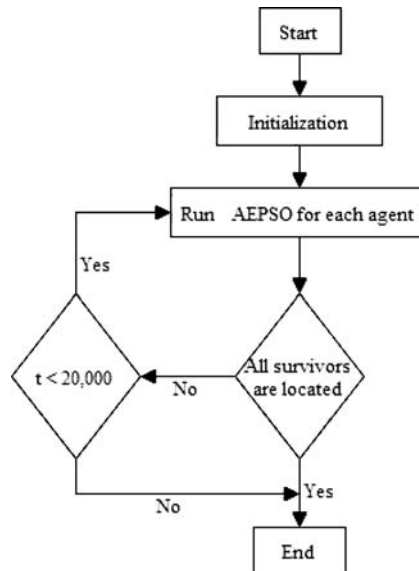 Start
Initialization
Run AEPSO for each agent
Yes
All survivors
are located
t < 20,000
No
Yes
No
End